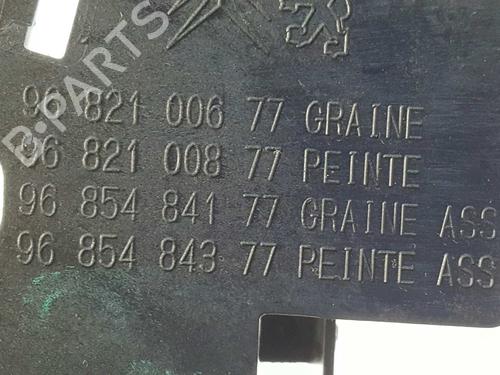 B-PARTS
96 821 006 77 GRAINE
96 821 008 77 PEINTE
96 854 841 77 GRAINE ASS
96 854 843 77 PEINTE ASS